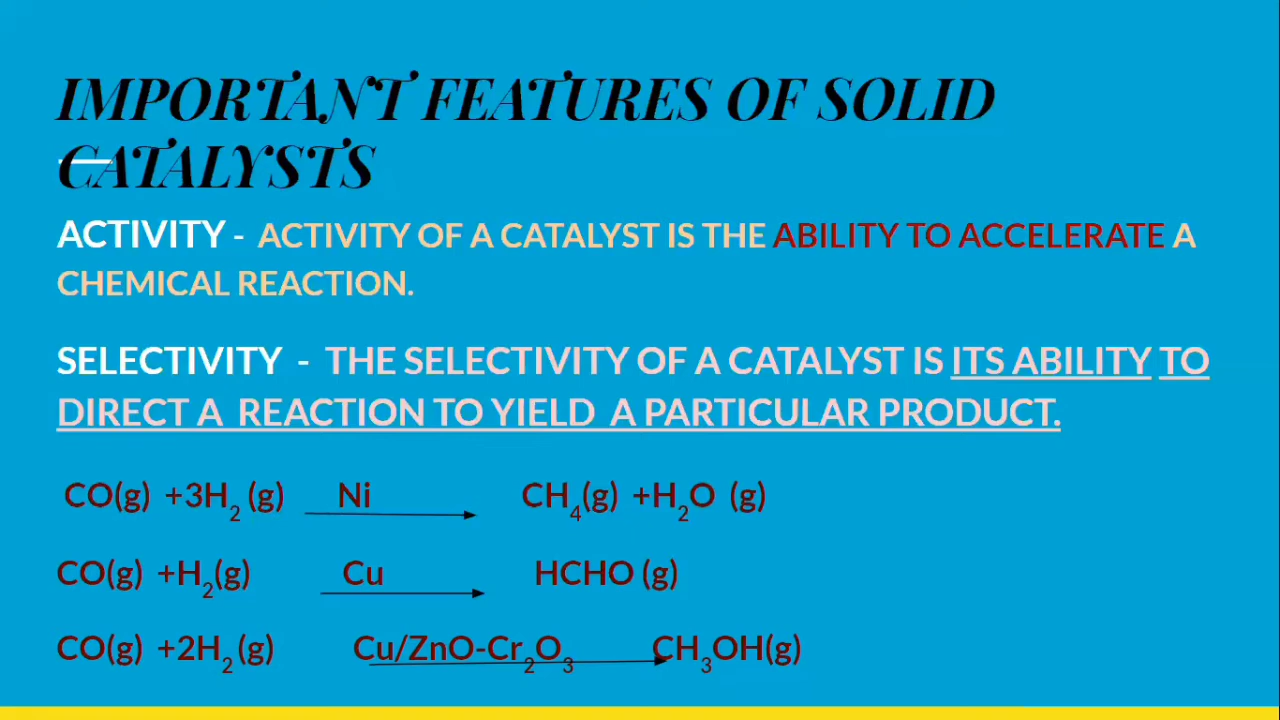 IMPORTANT FEATURES OF SOLID
CATALYSTS
ACTIVITY - ACTIVITY OF A CATALYST IS THE ABILITY TO ACCELERATE A
CHEMICAL REACTION.
SELECTIVITY - THE SELECTIVITY OF A CATALYST IS ITS ABILITY TO
DIRECT A REACTION TO YIELD A PARTICULAR PRODUCT.
CO(g) +3H₂ (g) Ni CH₄(g) +H₂O (g)
CO(g) +H₂(g) Cu HCHO (g)
CO(g) +2H₂ (g) Cu/ZnO-Cr₂O₃ CH₃OH(g)